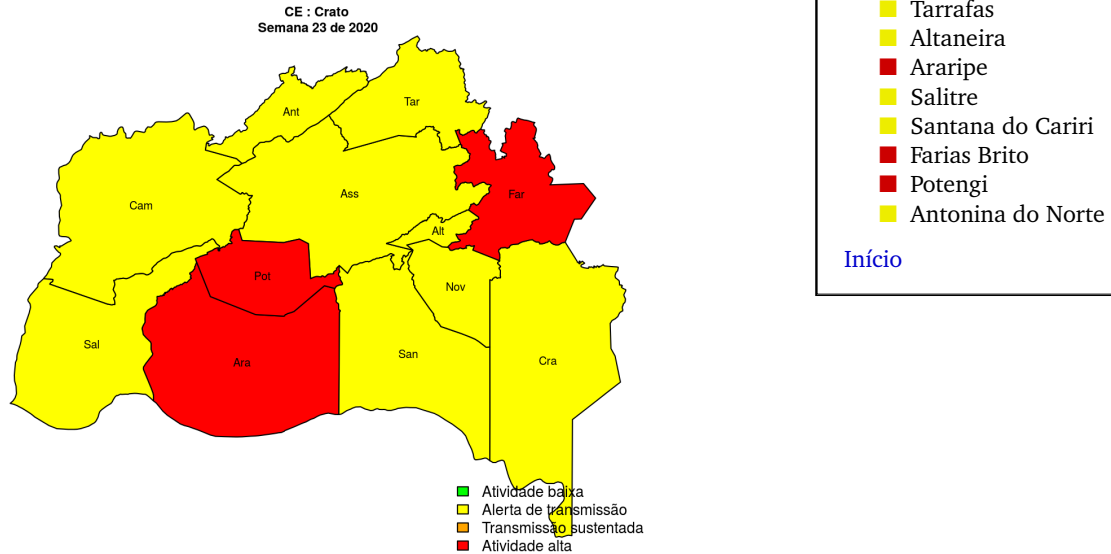 CE : Crato
Semana 23 de 2020
Ant
Tar
Cam
Ass
Far
Alt
Pot
Nov
Sal
Ara
San
Cra
Atividade baixa
Alerta de transmissão
Transmissão sustentada
Atividade alta
Tarrafas
Altaneira
Araripe
Salitre
Santana do Cariri
Farias Brito
Potengi
Antonina do Norte
Início